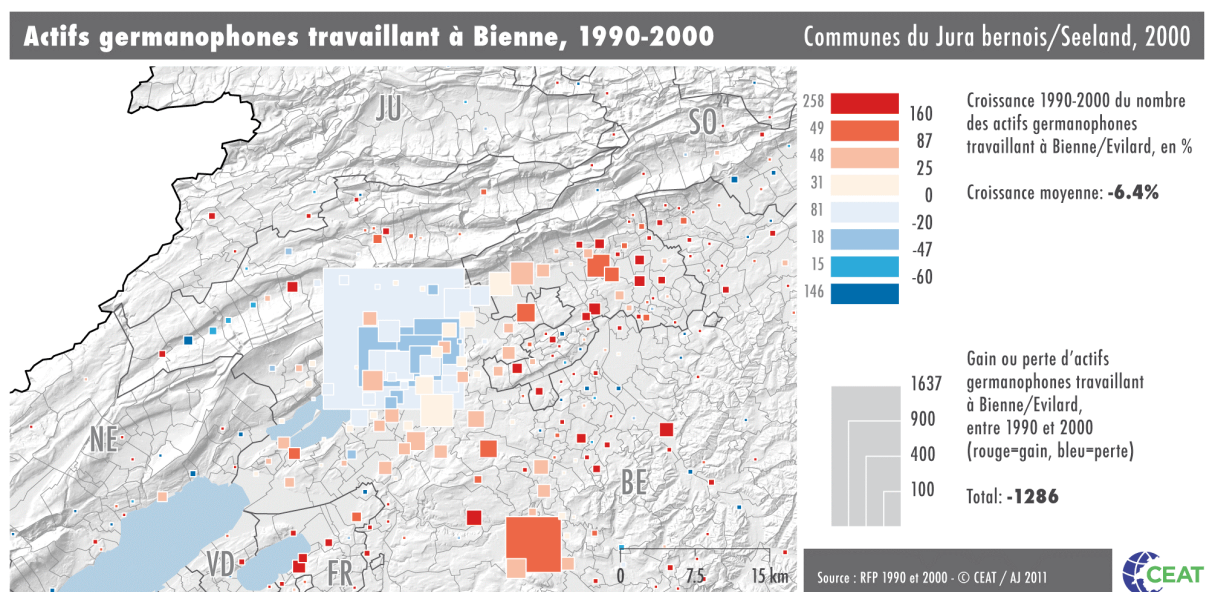 Actifs germanophones travaillant à Bienne, 1990-2000
Communes du Jura bernois/Seeland, 2000
JU
SO
NE
BE
VD
FR
0 7.5 15 km
258
49
48
31
81
18
15
146
160
87
25
0
-20
-47
-60
Croissance 1990-2000 du nombre
des actifs germanophones
travaillant à Bienne/Evilard, en %
Croissance moyenne: -6.4%
1637
900
400
100
Gain ou perte d'actifs
germanophones travaillant
à Bienne/Evilard,
entre 1990 et 2000
(rouge=gain, bleu=perte)
Total: -1286
Source : RFP 1990 et 2000 - © CEAT / AJ 2011
CEAT